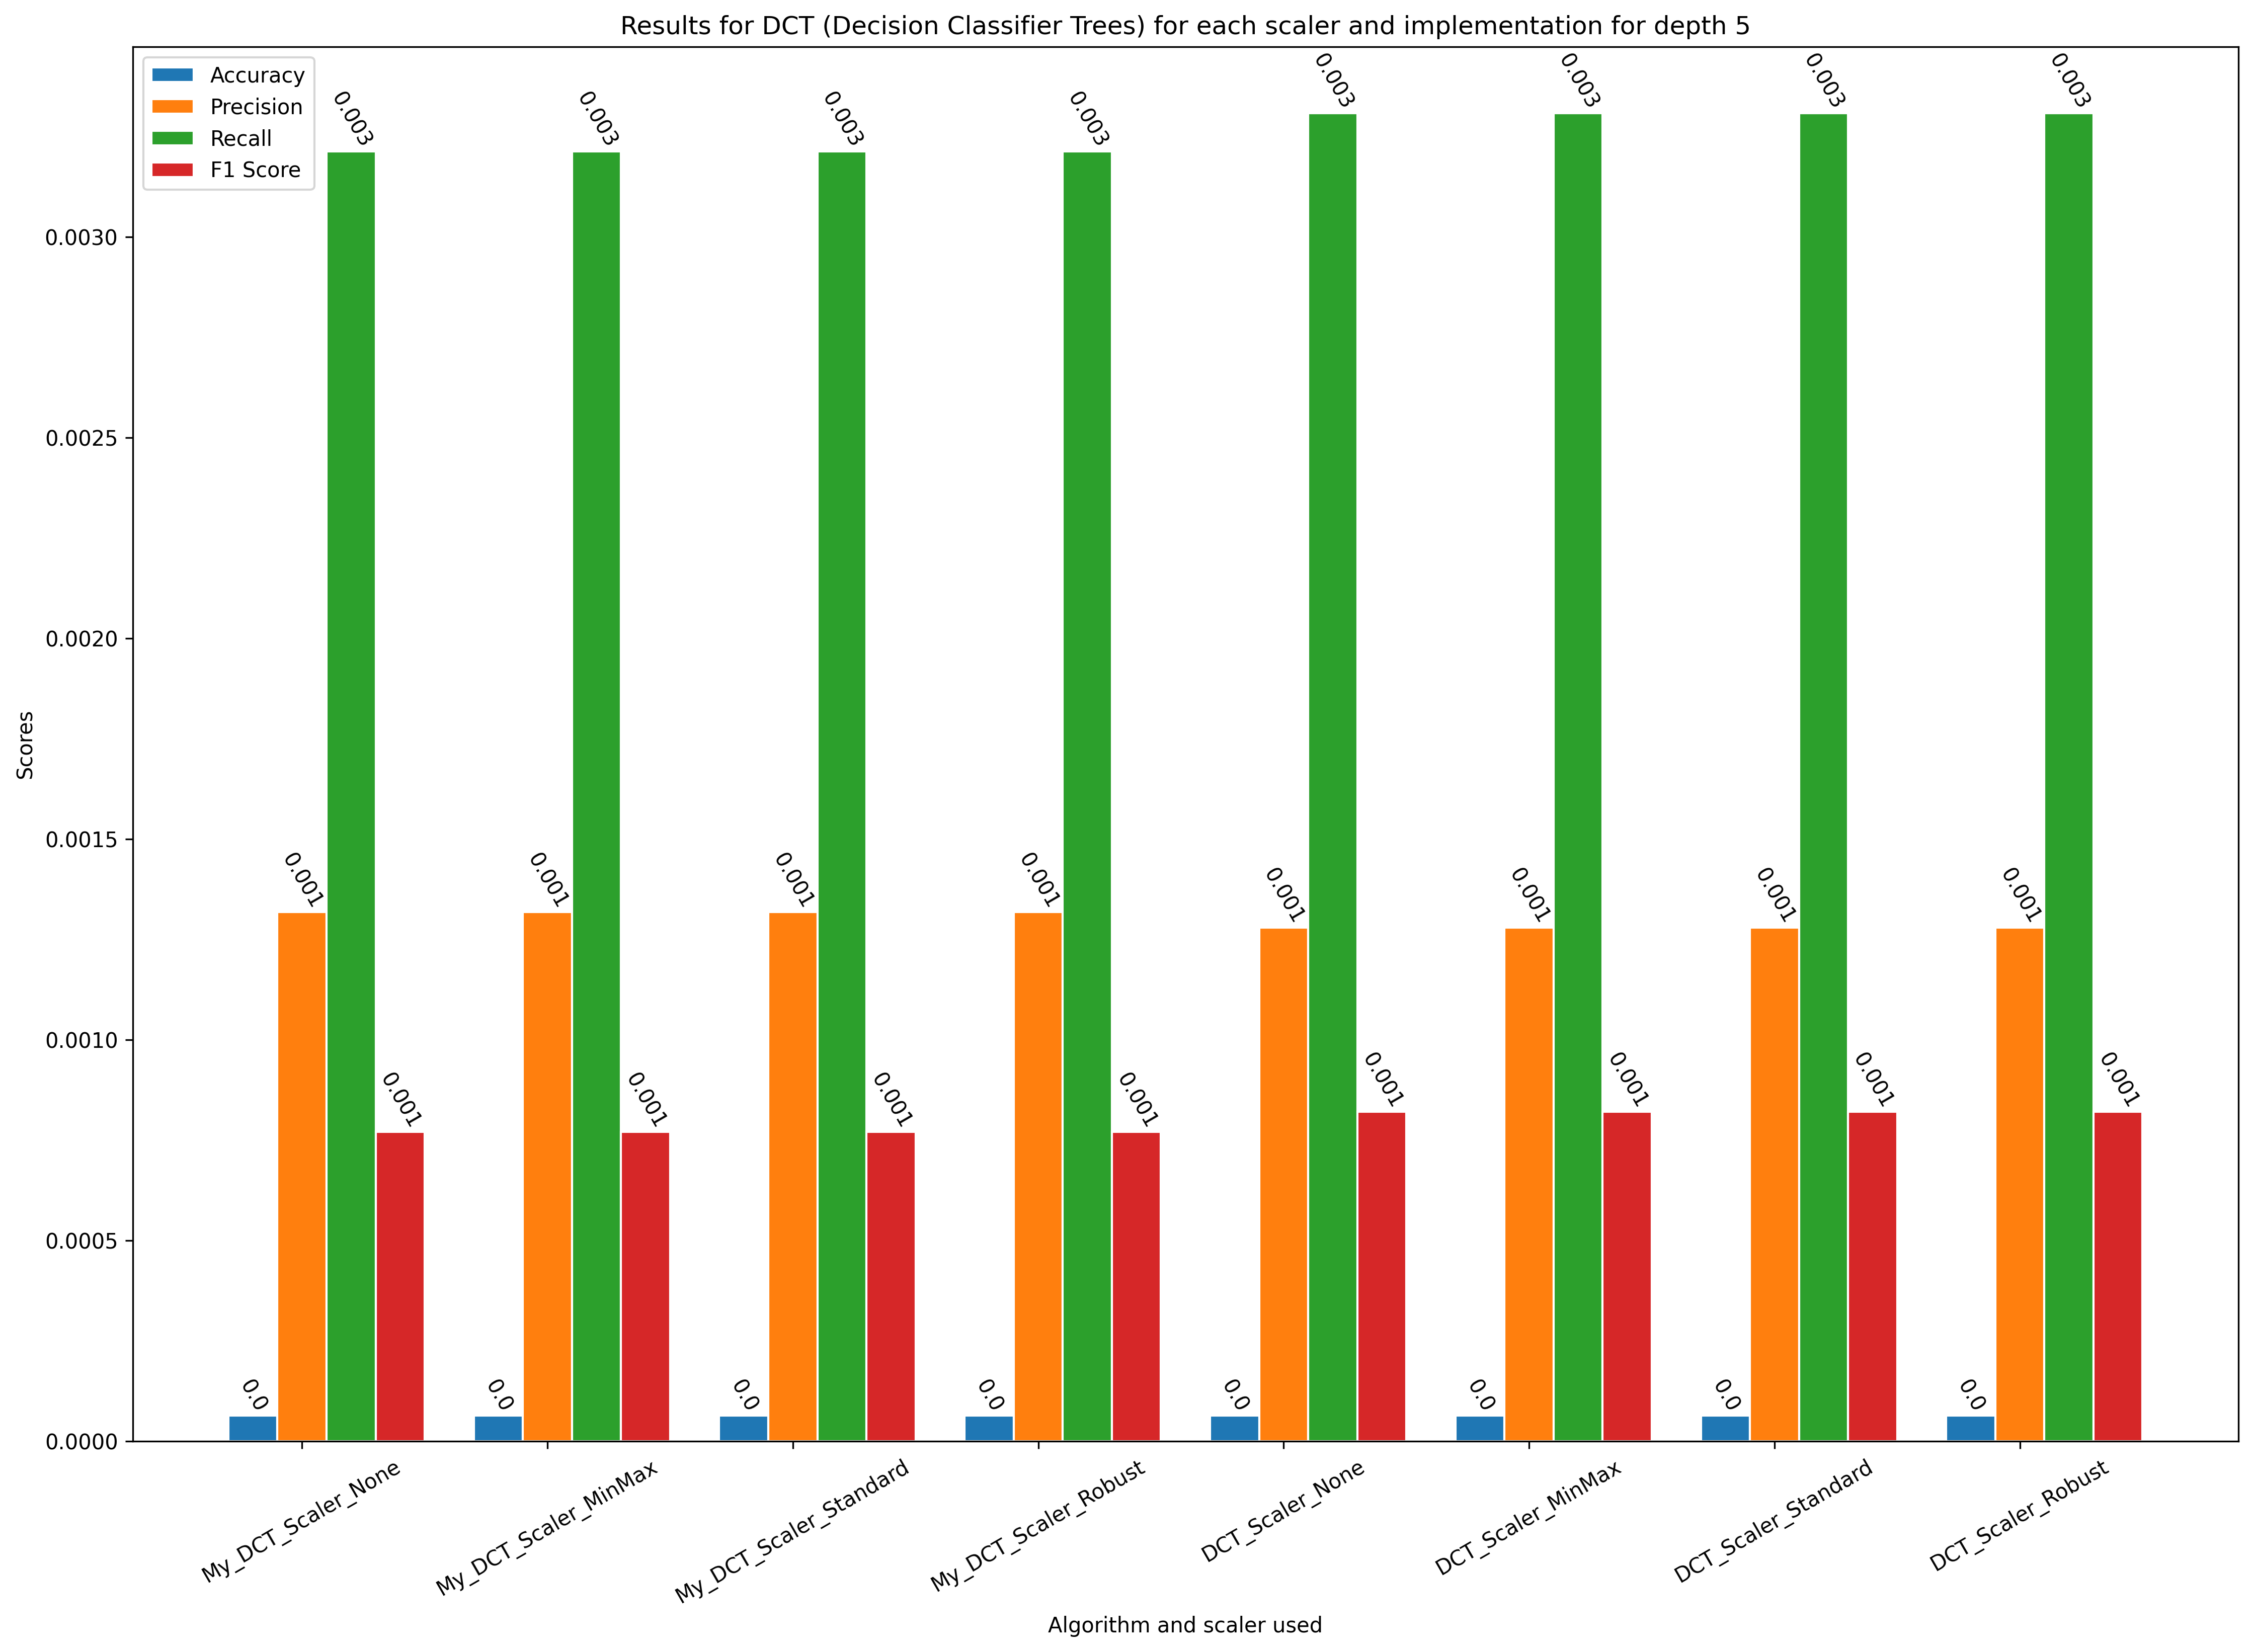 Results for DCT (Decision Classifier Trees) for each scaler and implementation for depth 5
Accuracy
Precision
Recall
F1 Score
Scores
0.0030
0.0025
0.0020
0.0015
0.0010
0.0005
0.0000
0.0
0.001
0.003
0.001
0.0
0.001
0.003
0.001
0.0
0.001
0.003
0.001
0.0
0.001
0.003
0.001
0.0
0.001
0.003
0.001
0.0
0.001
0.003
0.001
0.0
0.001
0.003
0.001
0.0
0.001
0.003
0.001
My_DCT_Scaler_None
My_DCT_Scaler_MinMax
My_DCT_Scaler_Standard
My_DCT_Scaler_Robust
DCT_Scaler_None
DCT_Scaler_MinMax
DCT_Scaler_Standard
DCT_Scaler_Robust
Algorithm and scaler used